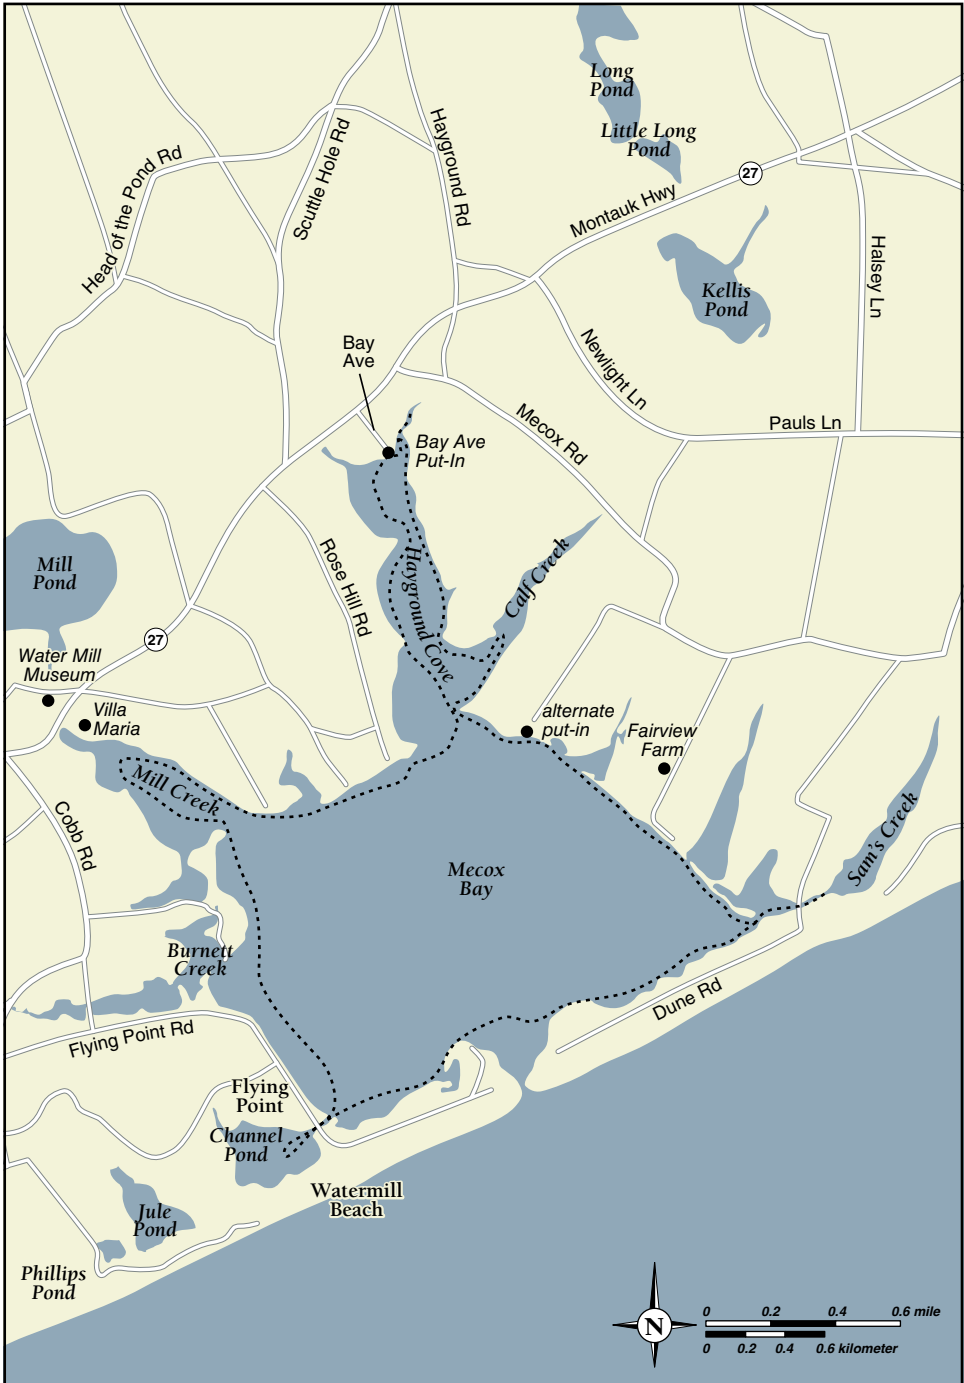 Long
Pond
Little Long
Pond
Hayground Rd
Scuttle Hole Rd
Head of the Pond Rd
27
Montauk Hwy
Halsey Ln
Kellis
Pond
Bay
Ave
Newlight Ln
Mecox Rd
Pauls Ln
Bay Ave
Put-In
Mill
Pond
Rose Hill Rd
Hayground Cove
Calf Creek
27
Water Mill
Museum
Villa
Maria
alternate
put-in
Fairview
Farm
Mill Creek
Cobb Rd
Sam's Creek
Mecox
Bay
Burnett
Creek
Dune Rd
Flying Point Rd
Flying
Point
Channel
Pond
Watermill
Beach
Jule
Pond
Phillips
Pond
N
0 0.2 0.4 0.6 mile
0 0.2 0.4 0.6 kilometer